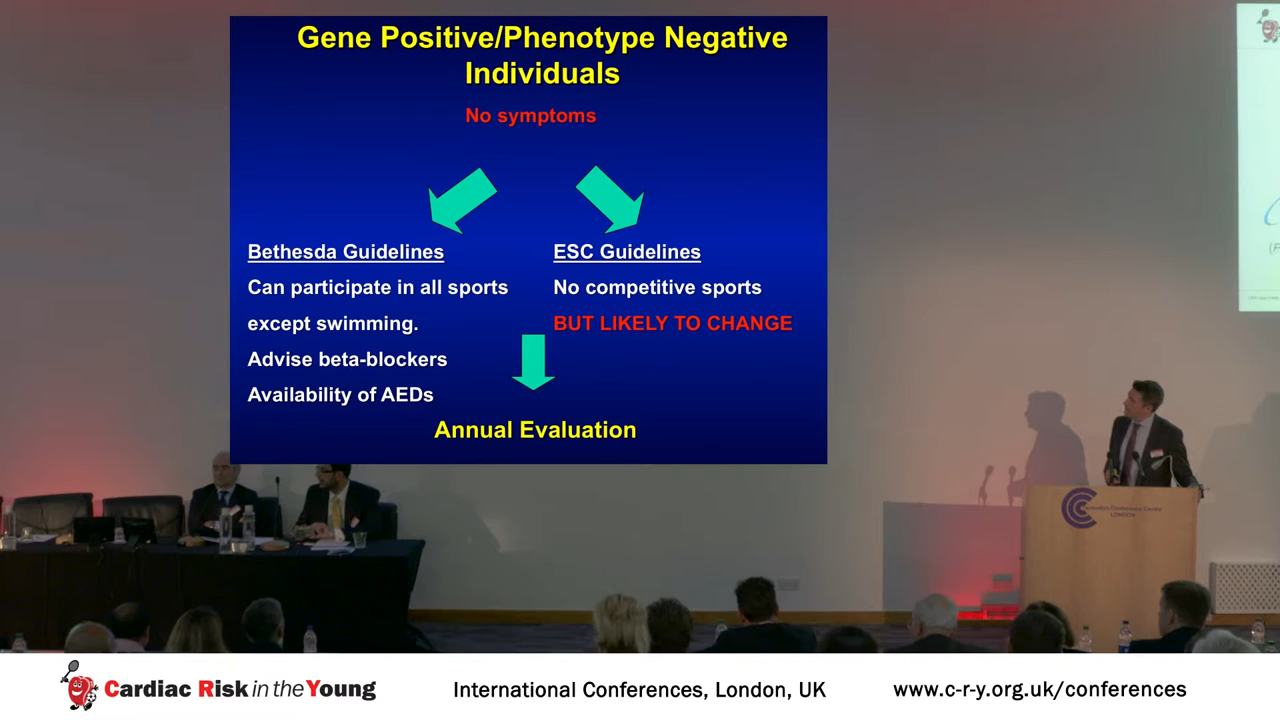 Gene Positive/Phenotype Negative
Individuals
No symptoms
Bethesda Guidelines
Can participate in all sports
except swimming.
Advise beta-blockers
Availability of AEDs
ESC Guidelines
No competitive sports
BUT LIKELY TO CHANGE
Annual Evaluation
LONDON
Cardiac Risk in the Young
International Conferences, London, UK
www.c-r-y.org.uk/conferences